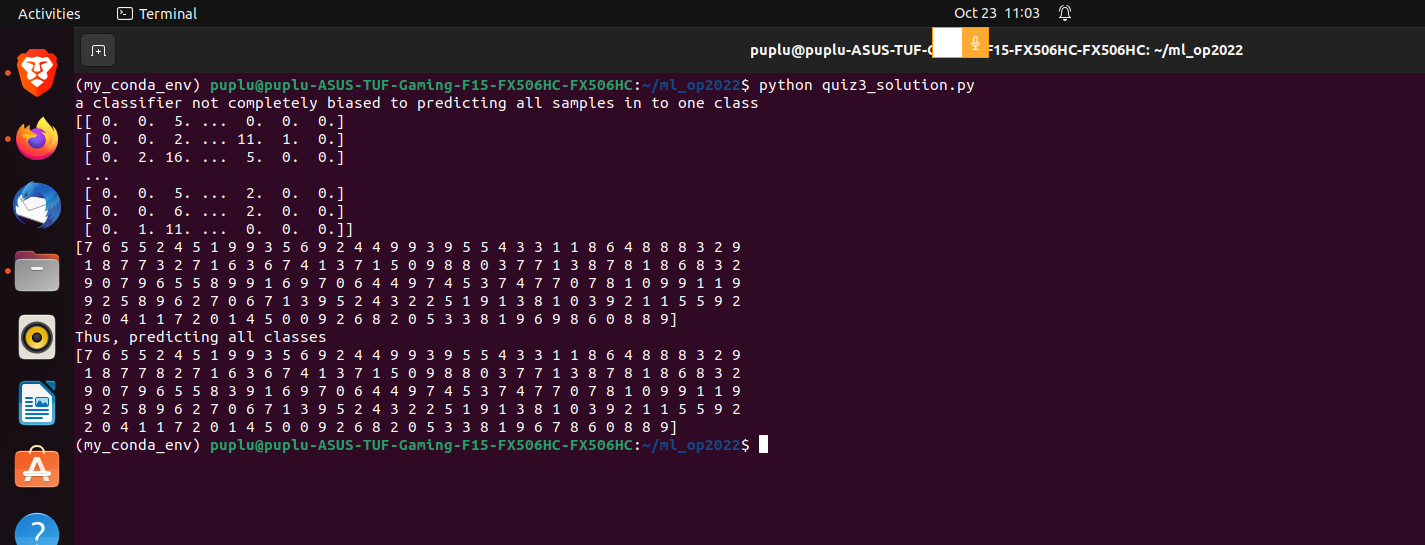 Activities Terminal Oct 23 11:03
puplu@puplu-ASUS-TUF-G F15-FX506HC-FX506HC: ~/ml_op2022
(my_conda_env) puplu@puplu-ASUS-TUF-Gaming-F15-FX506HC-FX506HC:~/ml_op2022$ python quiz3_solution.py
a classifier not completely biased to predicting all samples in to one class
[[ 0.  0.  5. ...  0.  0.  0.]
 [ 0.  0.  2. ... 11.  1.  0.]
 [ 0.  2. 16. ...  5.  0.  0.]
 ...
 [ 0.  0.  5. ...  2.  0.  0.]
 [ 0.  0.  6. ...  2.  0.  0.]
 [ 0.  1. 11. ...  0.  0.  0.]]
[7 6 5 5 2 4 5 1 9 9 3 5 6 9 2 4 4 9 9 3 9 5 5 4 3 3 1 1 8 6 4 8 8 8 3 2 9
 1 8 7 7 3 2 7 1 6 3 6 7 4 1 3 7 1 5 0 9 8 8 0 3 7 7 1 3 8 7 8 1 8 6 8 3 2
 9 0 7 9 6 5 5 8 9 9 1 6 9 7 0 6 4 4 9 7 4 5 3 7 4 7 7 0 7 8 1 0 9 9 1 1 9
 9 2 5 8 9 6 2 7 0 6 7 1 3 9 5 2 4 3 2 2 5 1 9 1 3 8 1 0 3 9 2 1 1 5 5 9 2
 2 0 4 1 1 7 2 0 1 4 5 0 0 9 2 6 8 2 0 5 3 3 8 1 9 6 9 8 6 0 8 8 9]
Thus, predicting all classes
[7 6 5 5 2 4 5 1 9 9 3 5 6 9 2 4 4 9 9 3 9 5 5 4 3 3 1 1 8 6 4 8 8 8 3 2 9
 1 8 7 7 8 2 7 1 6 3 6 7 4 1 3 7 1 5 0 9 8 8 0 3 7 7 1 3 8 7 8 1 8 6 8 3 2
 9 0 7 9 6 5 5 8 3 9 1 6 9 7 0 6 4 4 9 7 4 5 3 7 4 7 7 0 7 8 1 0 9 9 1 1 9
 9 2 5 8 9 6 2 7 0 6 7 1 3 9 5 2 4 3 2 2 5 1 9 1 3 8 1 0 3 9 2 1 1 5 5 9 2
 2 0 4 1 1 7 2 0 1 4 5 0 0 9 2 6 8 2 0 5 3 3 8 1 9 6 7 8 6 0 8 8 9]
(my_conda_env) puplu@puplu-ASUS-TUF-Gaming-F15-FX506HC-FX506HC:~/ml_op2022$